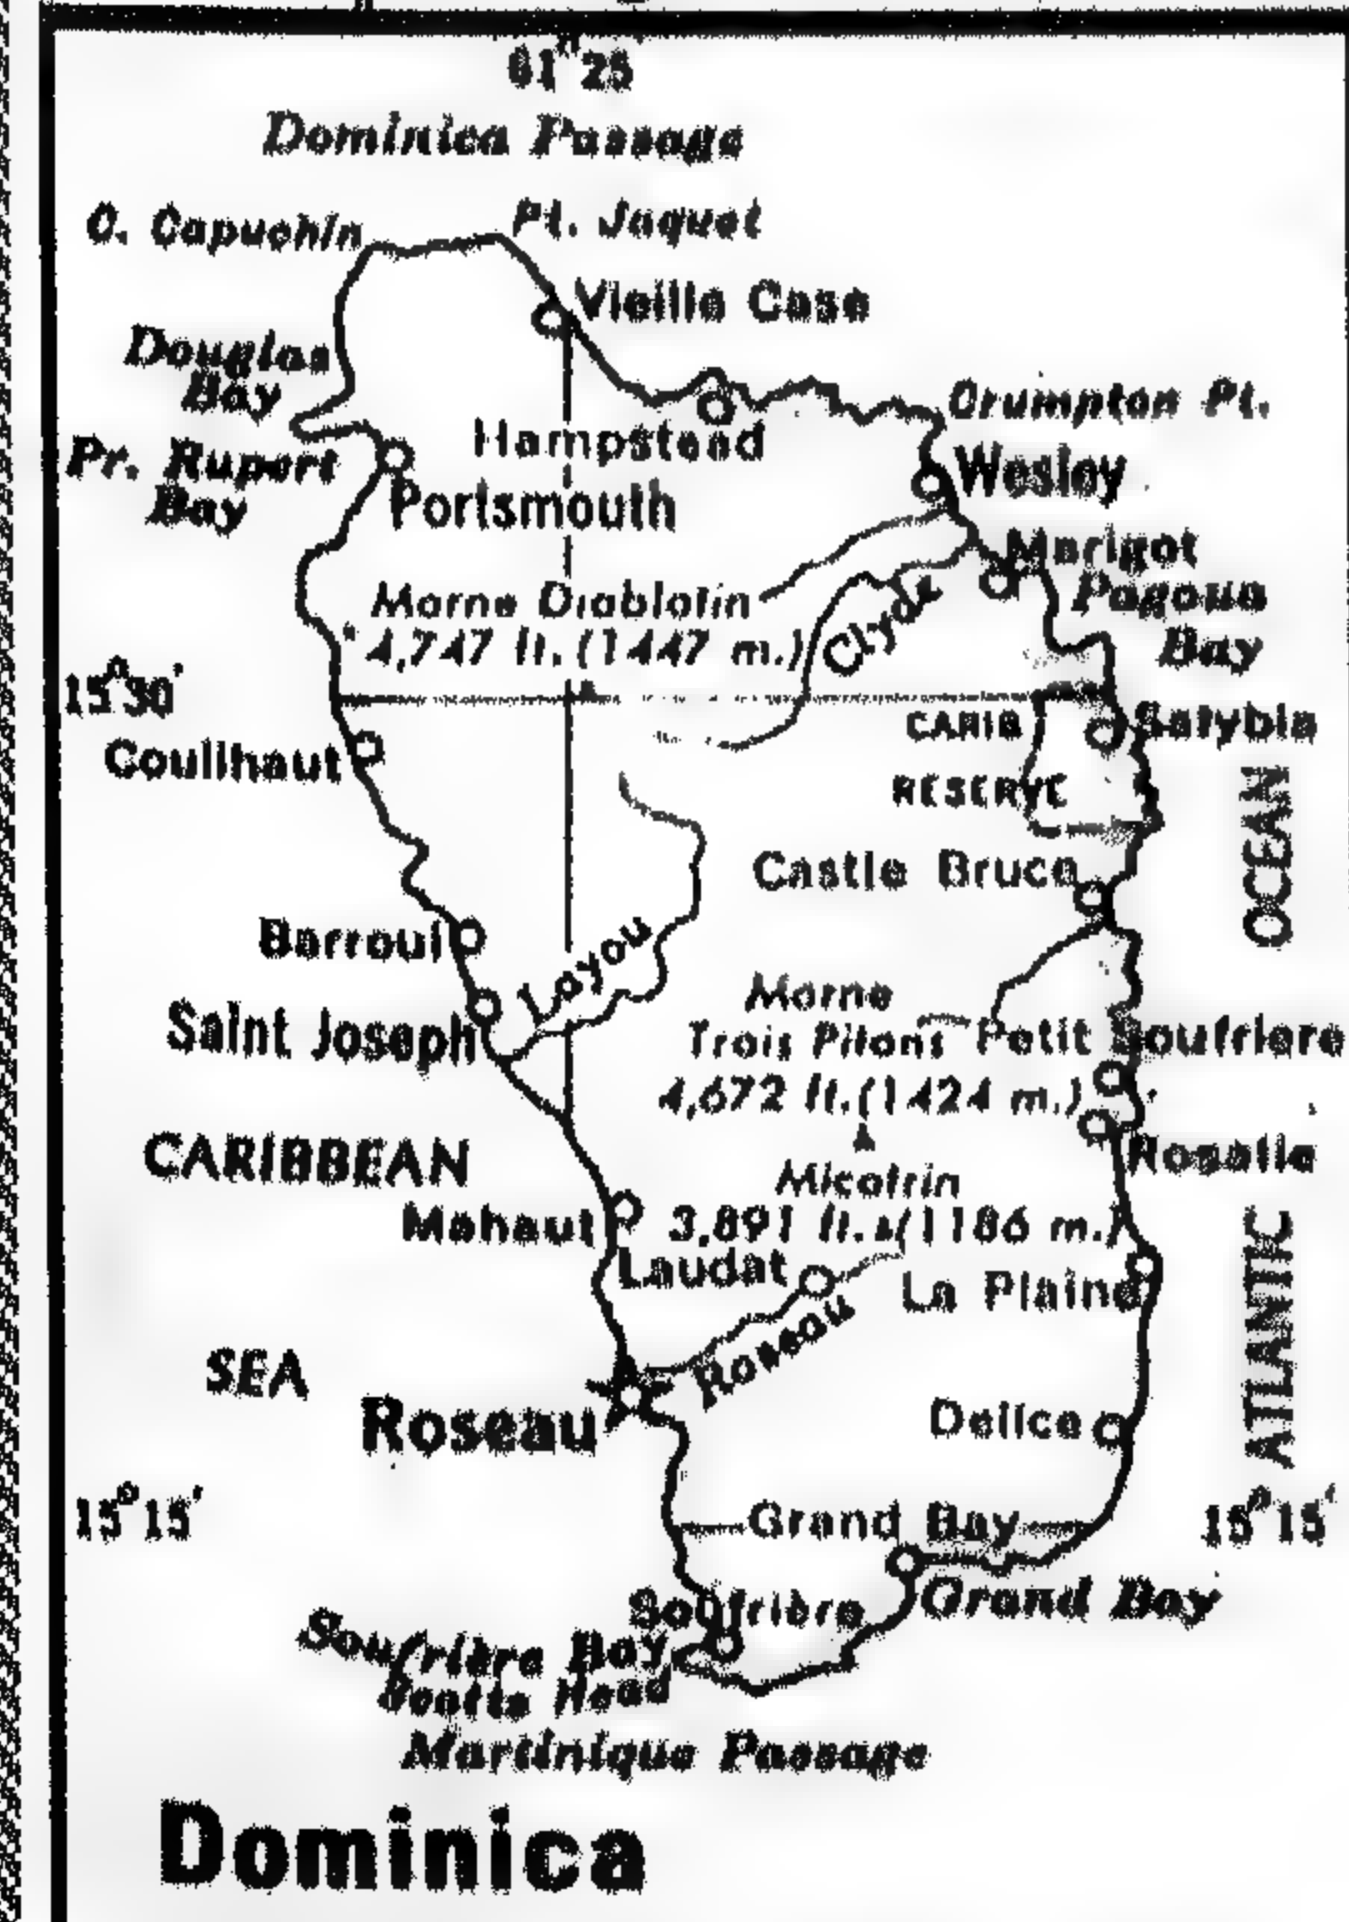 61°25
Dominica Passage
C. Capuchin
Pt. Jaquet
Vieille Case
Douglas
Bay
Crumpton Pt.
Hampstead
Pr. Rupert
Bay
Wesley
Portsmouth
Marigot
Morne Diablotin
4,747 ft. (1447 m.)
Clyde
Pagoua
Bay
15°30'
CARIB
RESERVE
Salybia
Coulihaut
OCEAN
Castle Bruce
Barroui
Layou
Saint Joseph
Morne
Trois Pitons
4,672 ft. (1424 m.)
Petit Soufriere
CARIBBEAN
Rosalie
Micotrin
3,891 ft. (1186 m.)
Mahaut
Laudat
La Plaine
Roseau
ATLANTIC
SEA
Roseau
Delice
15°15'
Grand Bay
15°15'
Grand Bay
Soufrière
Soufrière Bay
Scotts Head
Martinique Passage
Dominica